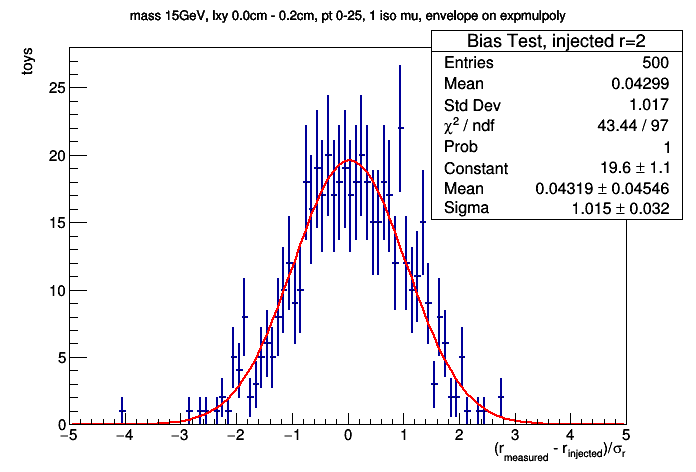 mass 15GeV, lxy 0.0cm - 0.2cm, pt 0-25, 1 iso mu, envelope on expmulpoly
Bias Test, injected r=2
Entries 500
Mean 0.04299
Std Dev 1.017
χ² / ndf 43.44 / 97
Prob 1
Constant 19.6 ± 1.1
Mean 0.04319 ± 0.04546
Sigma 1.015 ± 0.032
toys
25
20
15
10
5
0
−5 −4 −3 −2 −1 0 1 2 3 4 5
(r_measured - r_injected)/σ_r